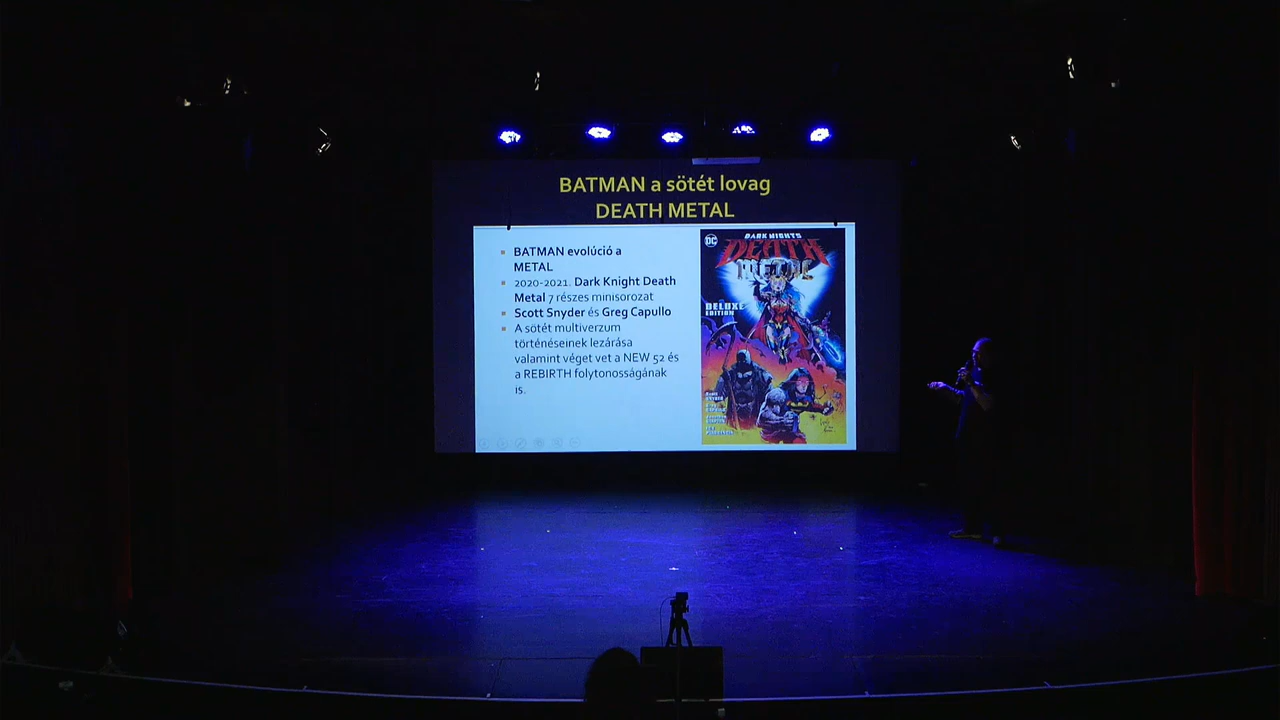 BATMAN a sötét lovag
DEATH METAL
BATMAN evolúció a
METAL
2020-2021. Dark Knight Death
Metal 7 részes minisorozat
Scott Snyder és Greg Capullo
A sötét multiverzum
történéseinek lezárása
valamint véget vet a NEW 52 és
a REBIRTH folytonosságának
is.
DC
DARK NIGHTS
DEATH
METAL
DELUXE
EDITION